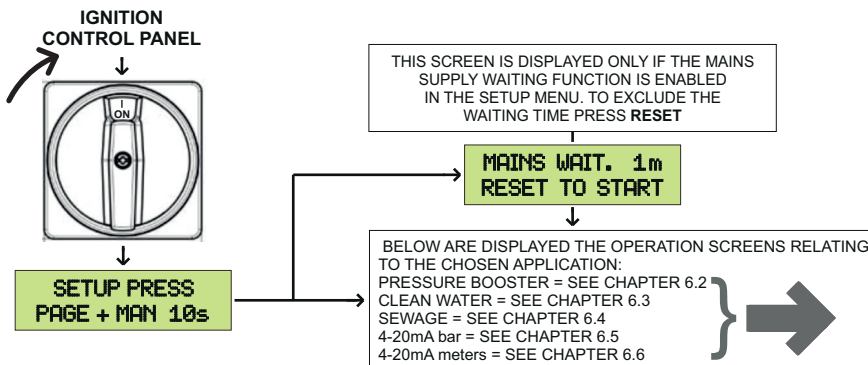 IGNITION
CONTROL PANEL
I
ON
SETUP PRESS
PAGE + MAN 10s
THIS SCREEN IS DISPLAYED ONLY IF THE MAINS
SUPPLY WAITING FUNCTION IS ENABLED
IN THE SETUP MENU. TO EXCLUDE THE
WAITING TIME PRESS RESET
MAINS WAIT. 1m
RESET TO START
BELOW ARE DISPLAYED THE OPERATION SCREENS RELATING
TO THE CHOSEN APPLICATION:
PRESSURE BOOSTER = SEE CHAPTER 6.2
CLEAN WATER = SEE CHAPTER 6.3
SEWAGE = SEE CHAPTER 6.4
4-20mA bar = SEE CHAPTER 6.5
4-20mA meters = SEE CHAPTER 6.6